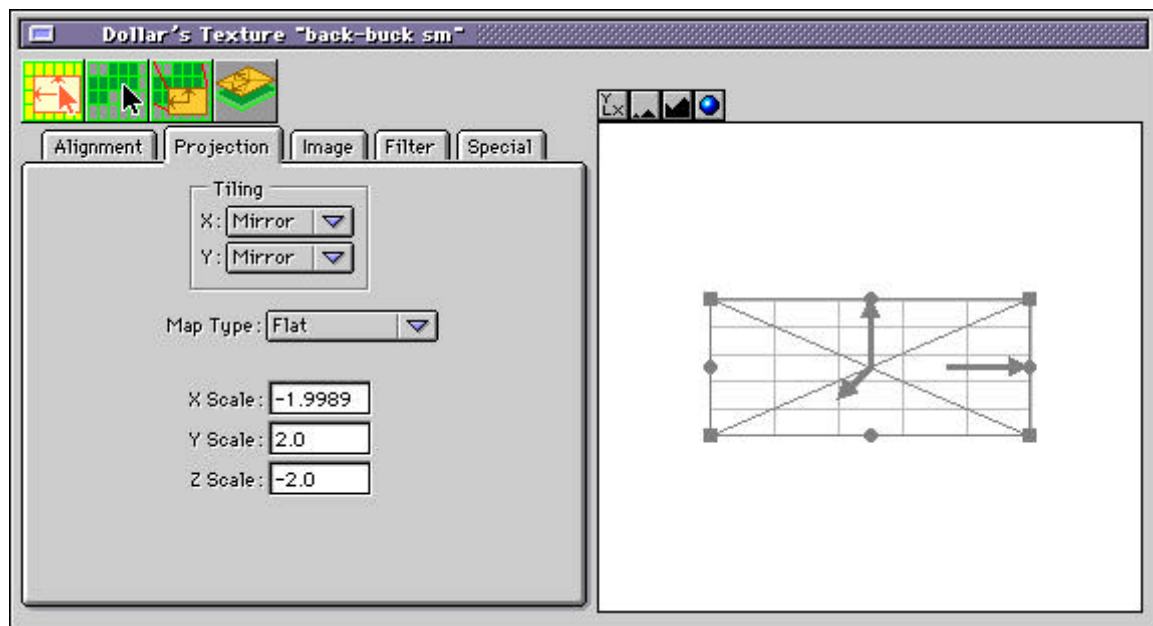 Dollar's Texture "back-buck sm"
Alignment Projection Image Filter Special
Tiling
X: Mirror
Y: Mirror
Map Type: Flat
X Scale: -1.9989
Y Scale: 2.0
Z Scale: -2.0
Y
LX